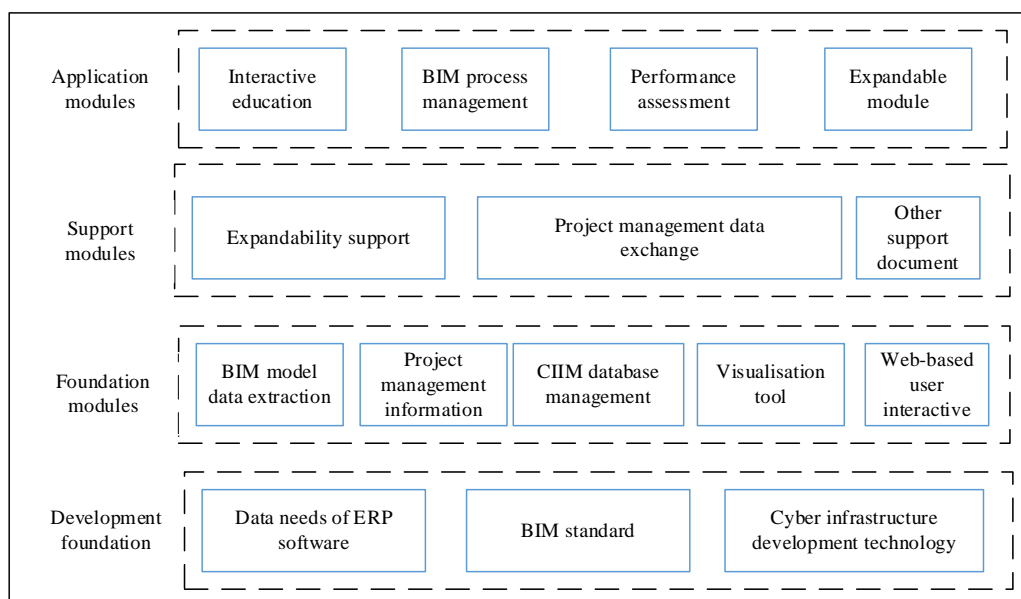 Application
modules
Interactive
education
BIM process
management
Performance
assessment
Expandable
module
Support
modules
Expandability support
Project management data
exchange
Other
support
document
Foundation
modules
BIM model
data extraction
Project
management
information
CIIM database
management
Visualisation
tool
Web-based
user
interactive
Development
foundation
Data needs of ERP
software
BIM standard
Cyber infrastructure
development technology